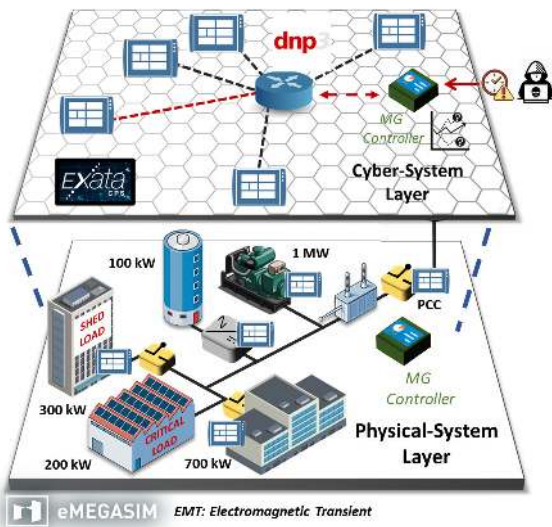 dnp3
MG
Controller
EXata
CPS
Cyber-System
Layer
100 kW
1 MW
PCC
SHED
LOAD
MG
Controller
300 kW
CRITICAL
LOAD
200 kW
700 kW
Physical-System
Layer
eMEGASIM
EMT: Electromagnetic Transient